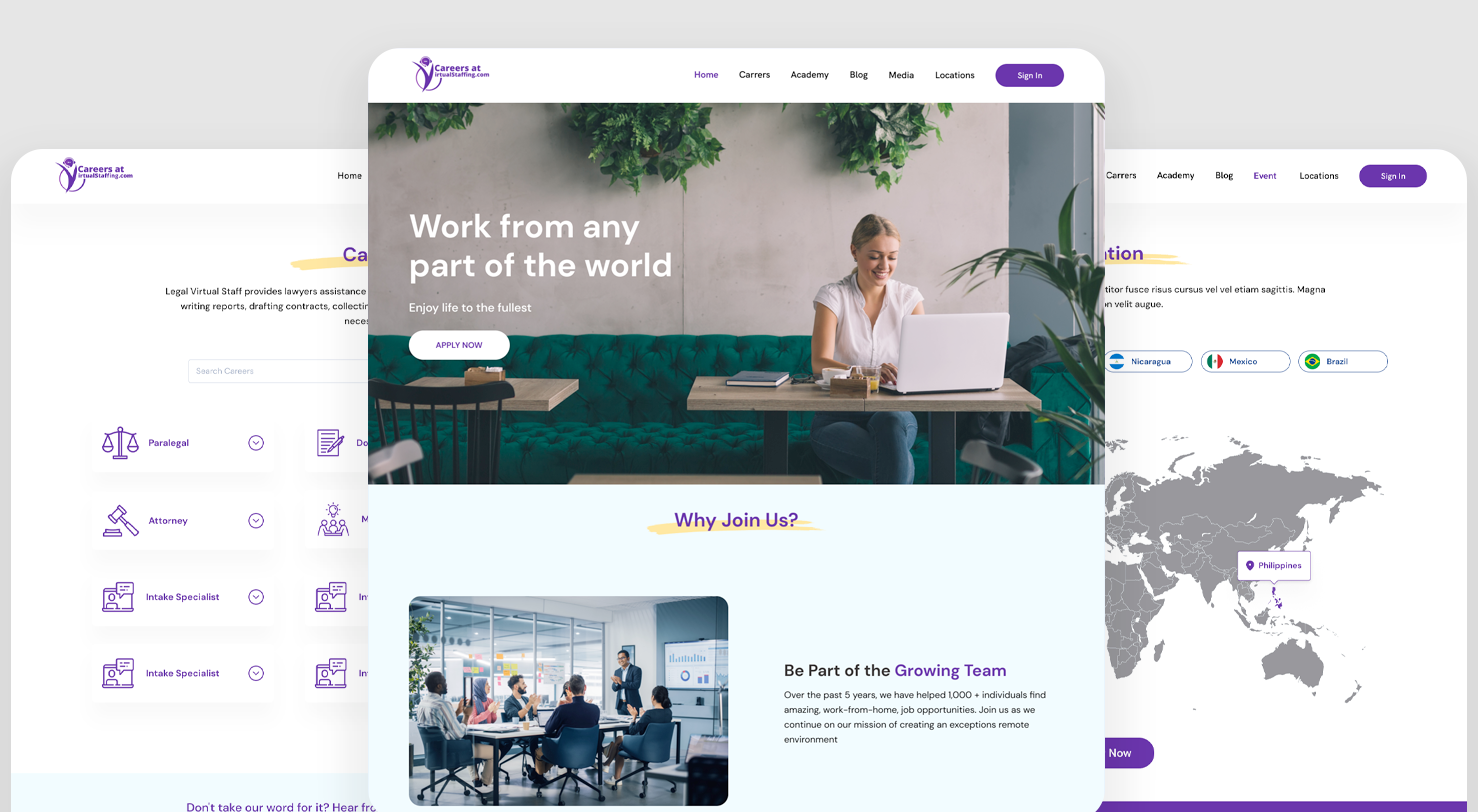 Careers at
irtualStaffing.com
Home
Carrers
Academy
Blog
Media
Locations
Sign In
Work from any
part of the world
Enjoy life to the fullest
APPLY NOW
Why Join Us?
Be Part of the Growing Team
Over the past 5 years, we have helped 1,000 + individuals find
amazing, work-from-home, job opportunities. Join us as we
continue on our mission of creating an exceptions remote
environment
Careers at
irtualStaffing.com
Home
Ca
Legal Virtual Staff provides lawyers assistance
writing reports, drafting contracts, collectin
neces
Search Careers
Paralegal
Do
Attorney
M
Intake Specialist
In
Intake Specialist
In
Don't take our word for it? Hear fro
Carrers
Academy
Blog
Event
Locations
Sign In
tion
titor fusce risus cursus vel vel etiam sagittis. Magna
on velit augue.
Nicaragua
Mexico
Brazil
Philippines
Now